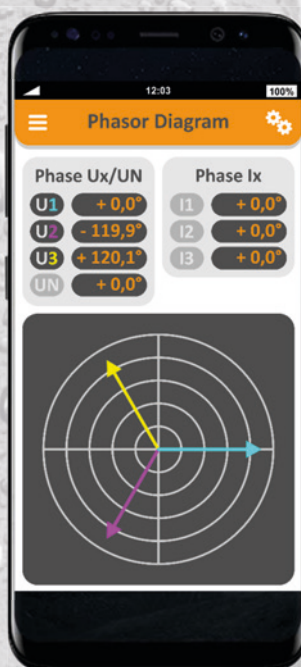 12:03
100%
Phasor Diagram
Phase Ux/UN
U1 + 0,0°
U2 - 119,9°
U3 + 120,1°
UN + 0,0°
Phase Ix
I1 + 0,0°
I2 + 0,0°
I3 + 0,0°